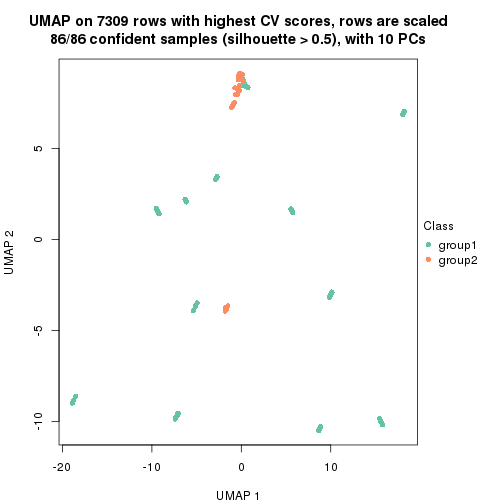 UMAP on 7309 rows with highest CV scores, rows are scaled
86/86 confident samples (silhouette > 0.5), with 10 PCs
5
0
-5
-10
UMAP 2
-20
-10
0
10
UMAP 1
Class
group1
group2